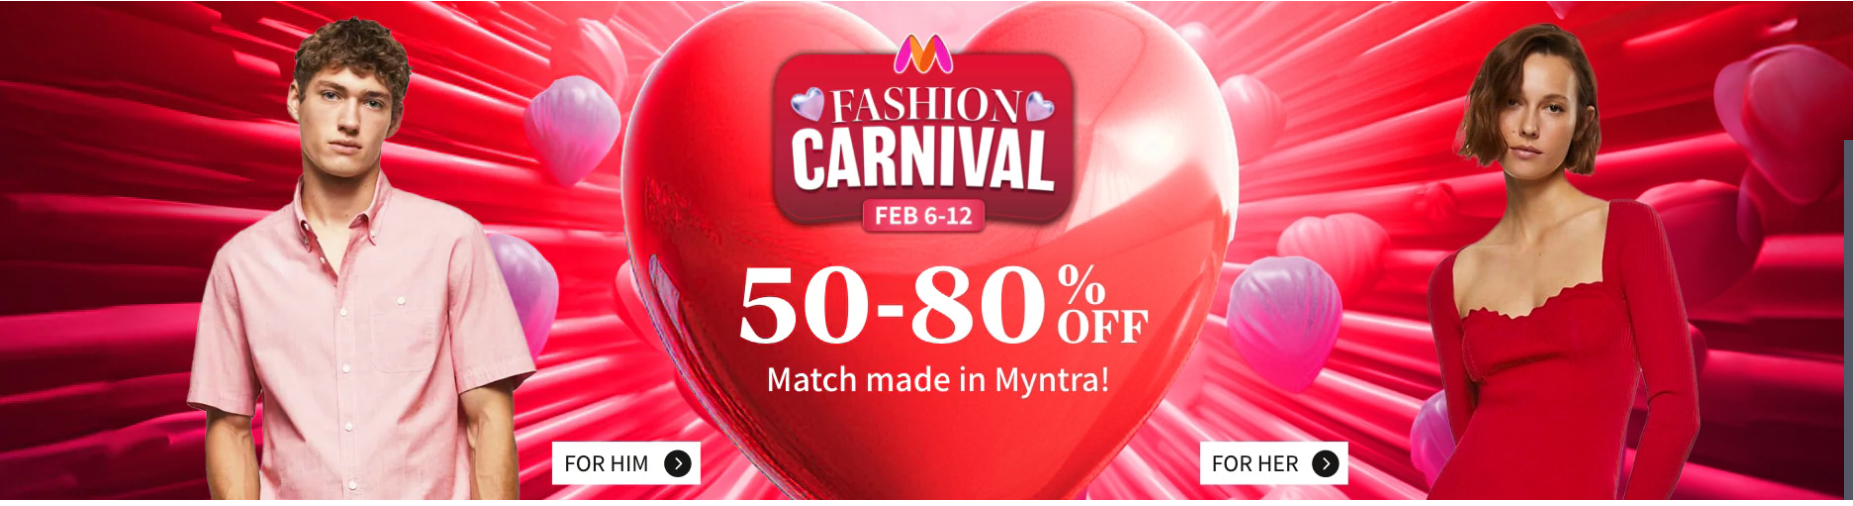 FASHION
CARNIVAL
FEB 6-12
50-80% OFF
Match made in Myntra!
FOR HIM
FOR HER